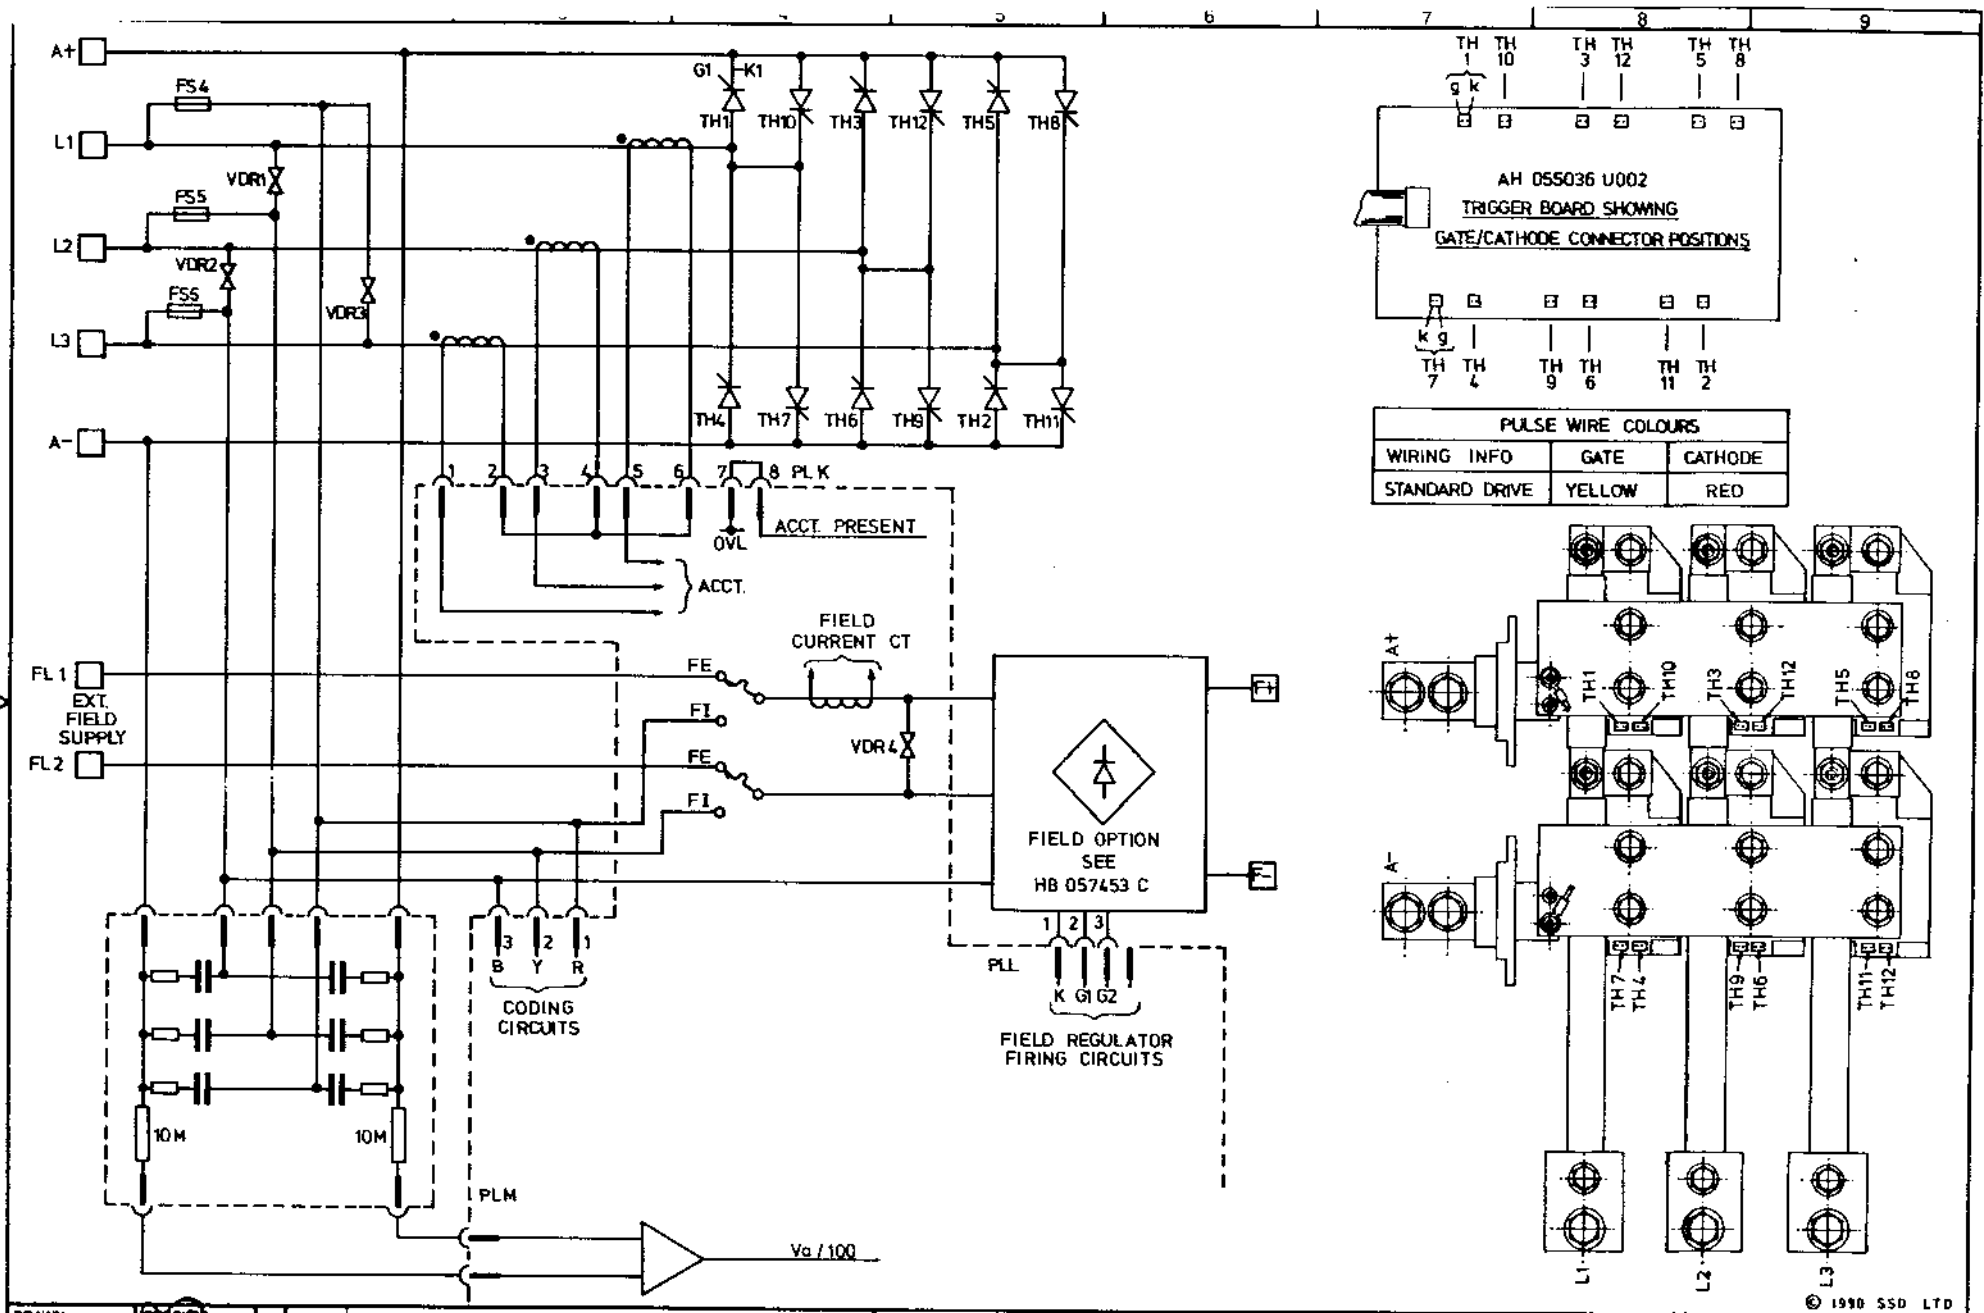 6
7
8
9
A+
FS4
L1
VDR1
FS5
L2
VDR2
FS5
VDR3
L3
A-
G1
K1
TH1
TH10
TH3
TH12
TH5
TH8
TH4
TH7
TH6
TH9
TH2
TH11
1
2
3
4
5
6
7
8
PLK
OVL
ACCT. PRESENT
ACCT.
FIELD
CURRENT CT
FL1
EXT.
FIELD
SUPPLY
FL2
FE
FI
FE
FI
VDR4
FIELD OPTION
SEE
HB 057453 C
F+
F-
1
2
3
PLL
K G1 G2
FIELD REGULATOR
FIRING CIRCUITS
3
2
1
B Y R
CODING
CIRCUITS
10M
10M
PLM
Va/100
TH
1
TH
10
TH
3
TH
12
TH
5
TH
8
g k
AH 055036 U002
TRIGGER BOARD SHOWING
GATE/CATHODE CONNECTOR POSITIONS
k g
TH
7
TH
4
TH
9
TH
6
TH
11
TH
2
PULSE WIRE COLOURS
WIRING INFO GATE CATHODE
STANDARD DRIVE YELLOW RED
A+
TH1
TH10
TH3
TH12
TH5
TH8
A-
TH7
TH4
TH9
TH6
TH11
TH12
L1
L2
L3
© 1990 SSD LTD